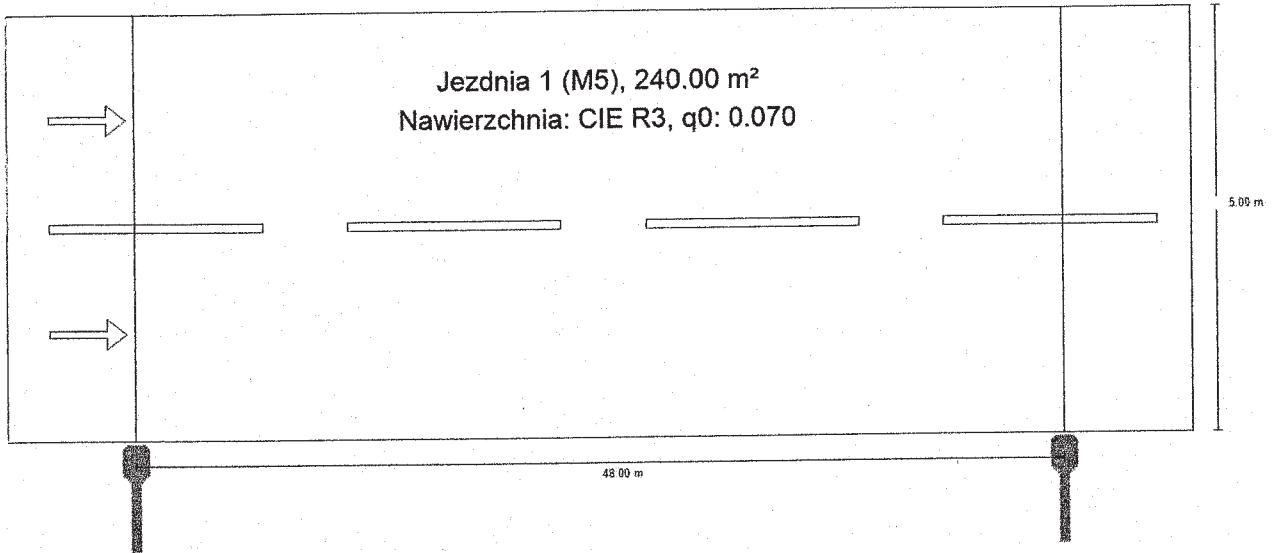 Jezdnia 1 (M5), 240.00 m²
Nawierzchnia: CIE R3, q0: 0.070
5.00 m
48.00 m